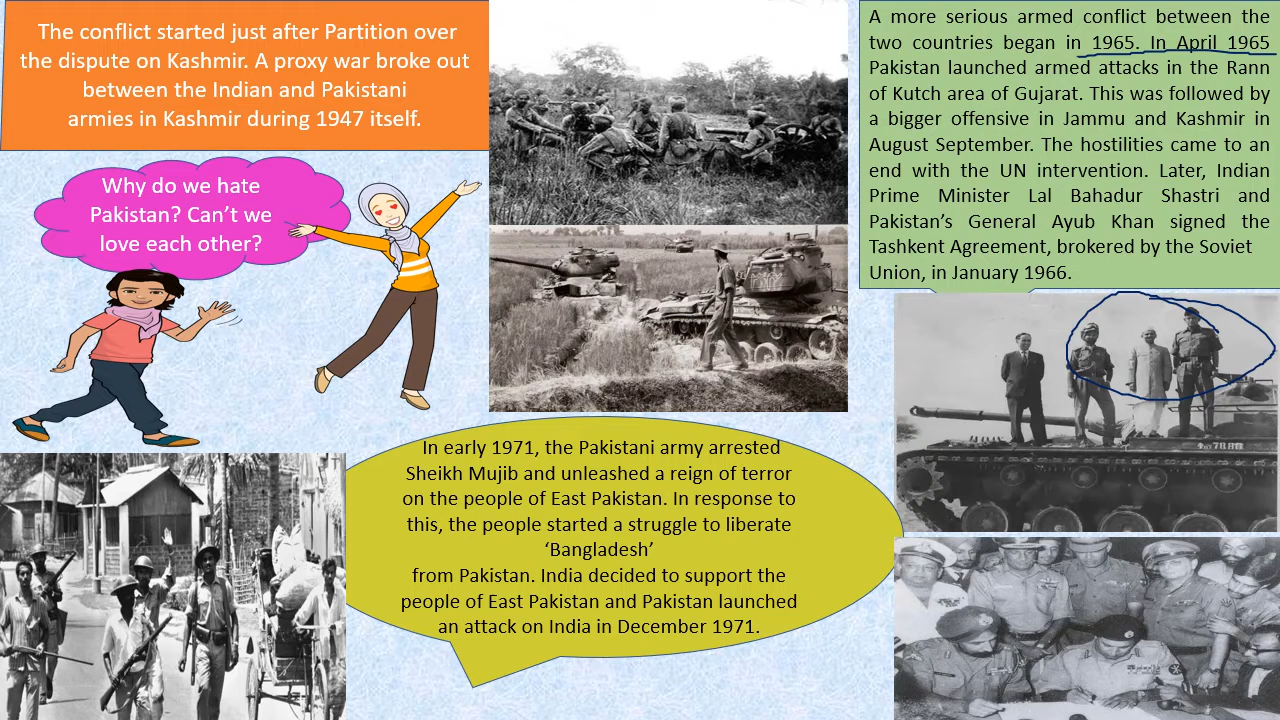 The conflict started just after Partition over
the dispute on Kashmir. A proxy war broke out
between the Indian and Pakistani
armies in Kashmir during 1947 itself.
Why do we hate
Pakistan? Can't we
love each other?
A more serious armed conflict between the
two countries began in 1965. In April 1965
Pakistan launched armed attacks in the Rann
of Kutch area of Gujarat. This was followed by
a bigger offensive in Jammu and Kashmir in
August September. The hostilities came to an
end with the UN intervention. Later, Indian
Prime Minister Lal Bahadur Shastri and
Pakistan's General Ayub Khan signed the
Tashkent Agreement, brokered by the Soviet
Union, in January 1966.
In early 1971, the Pakistani army arrested
Sheikh Mujib and unleashed a reign of terror
on the people of East Pakistan. In response to
this, the people started a struggle to liberate
‘Bangladesh’
from Pakistan. India decided to support the
people of East Pakistan and Pakistan launched
an attack on India in December 1971.